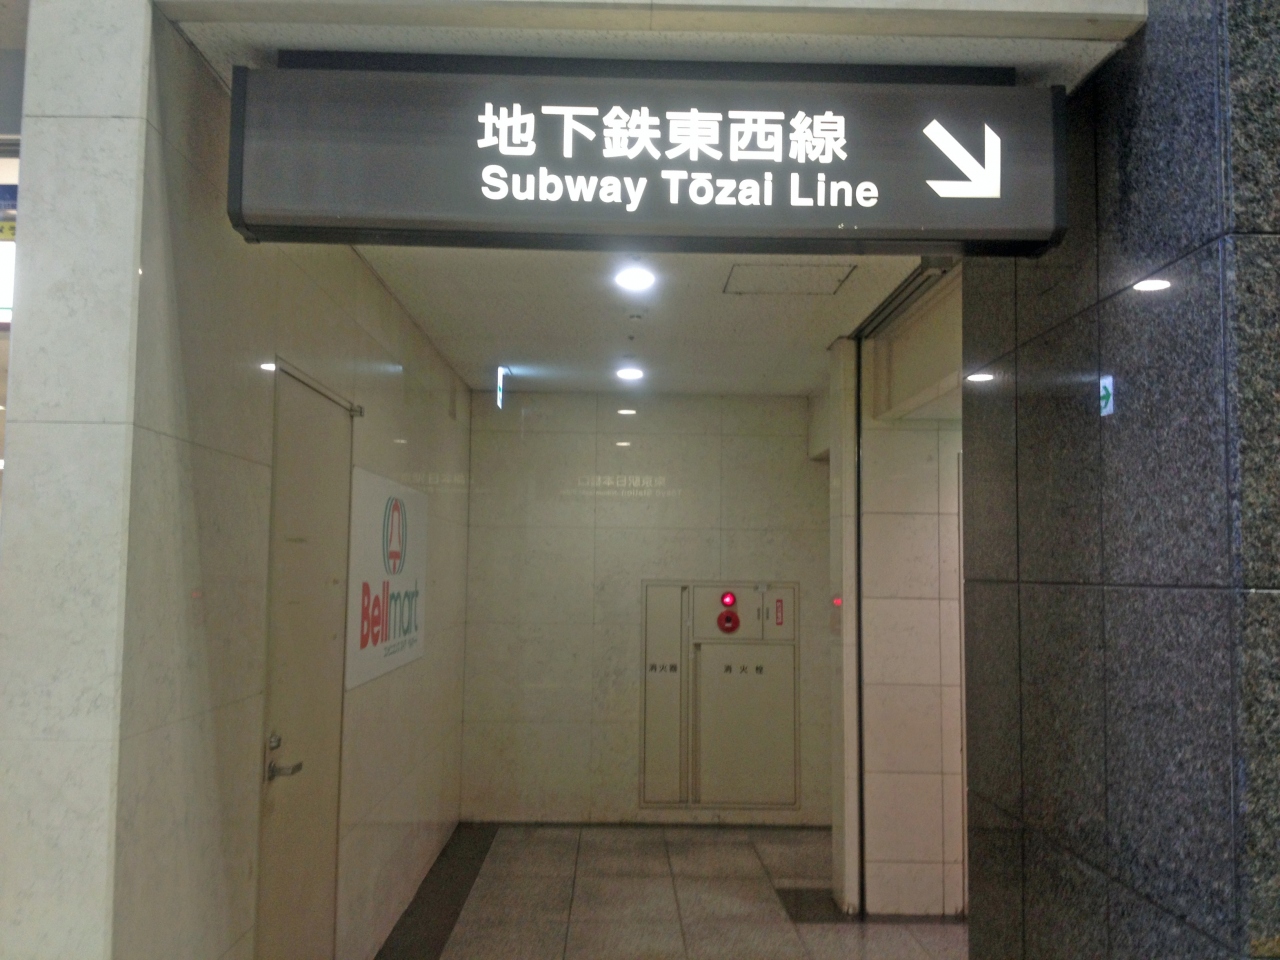 地下鉄東西線
Subway Tōzai Line
Bellmart
消火器
消火栓